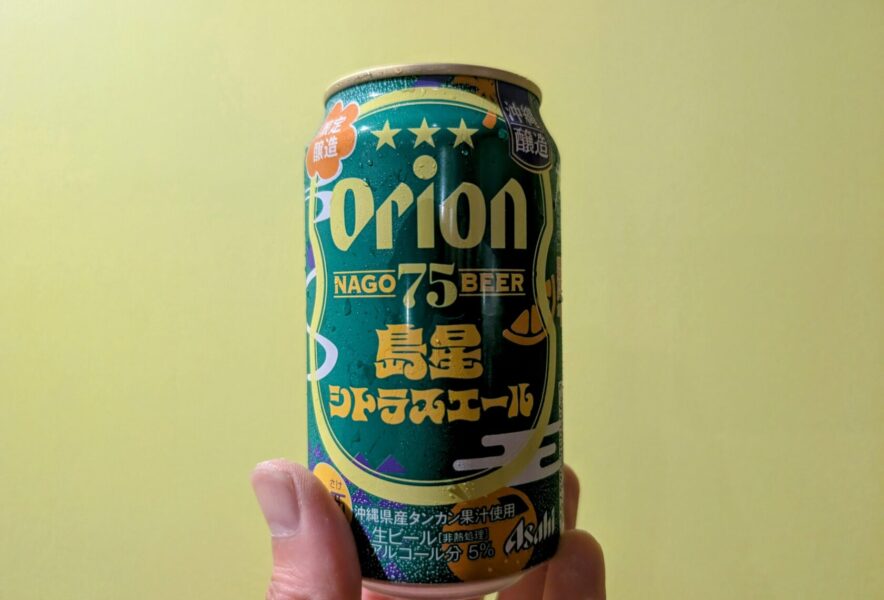 限定
醸造
沖縄
醸造
orion
NAGO 75 BEER
島星
シトラスエール
さけ
沖縄県産タンカン果汁使用
生ビール[非熱処理]
アルコール分 5%
Asahi